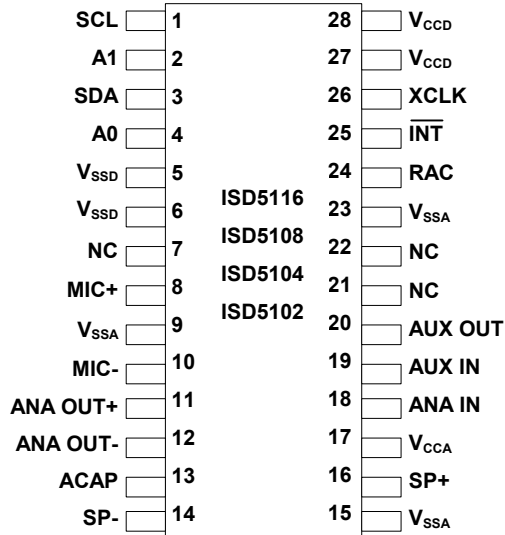 SCL 1 28 VCCD
A1 2 27 VCCD
SDA 3 26 XCLK
A0 4 25 INT
VSSD 5 24 RAC
ISD5116
VSSD 6 23 VSSA
ISD5108
NC 7 22 NC
ISD5104
MIC+ 8 21 NC
ISD5102
VSSA 9 20 AUX OUT
MIC- 10 19 AUX IN
ANA OUT+ 11 18 ANA IN
ANA OUT- 12 17 VCCA
ACAP 13 16 SP+
SP- 14 15 VSSA